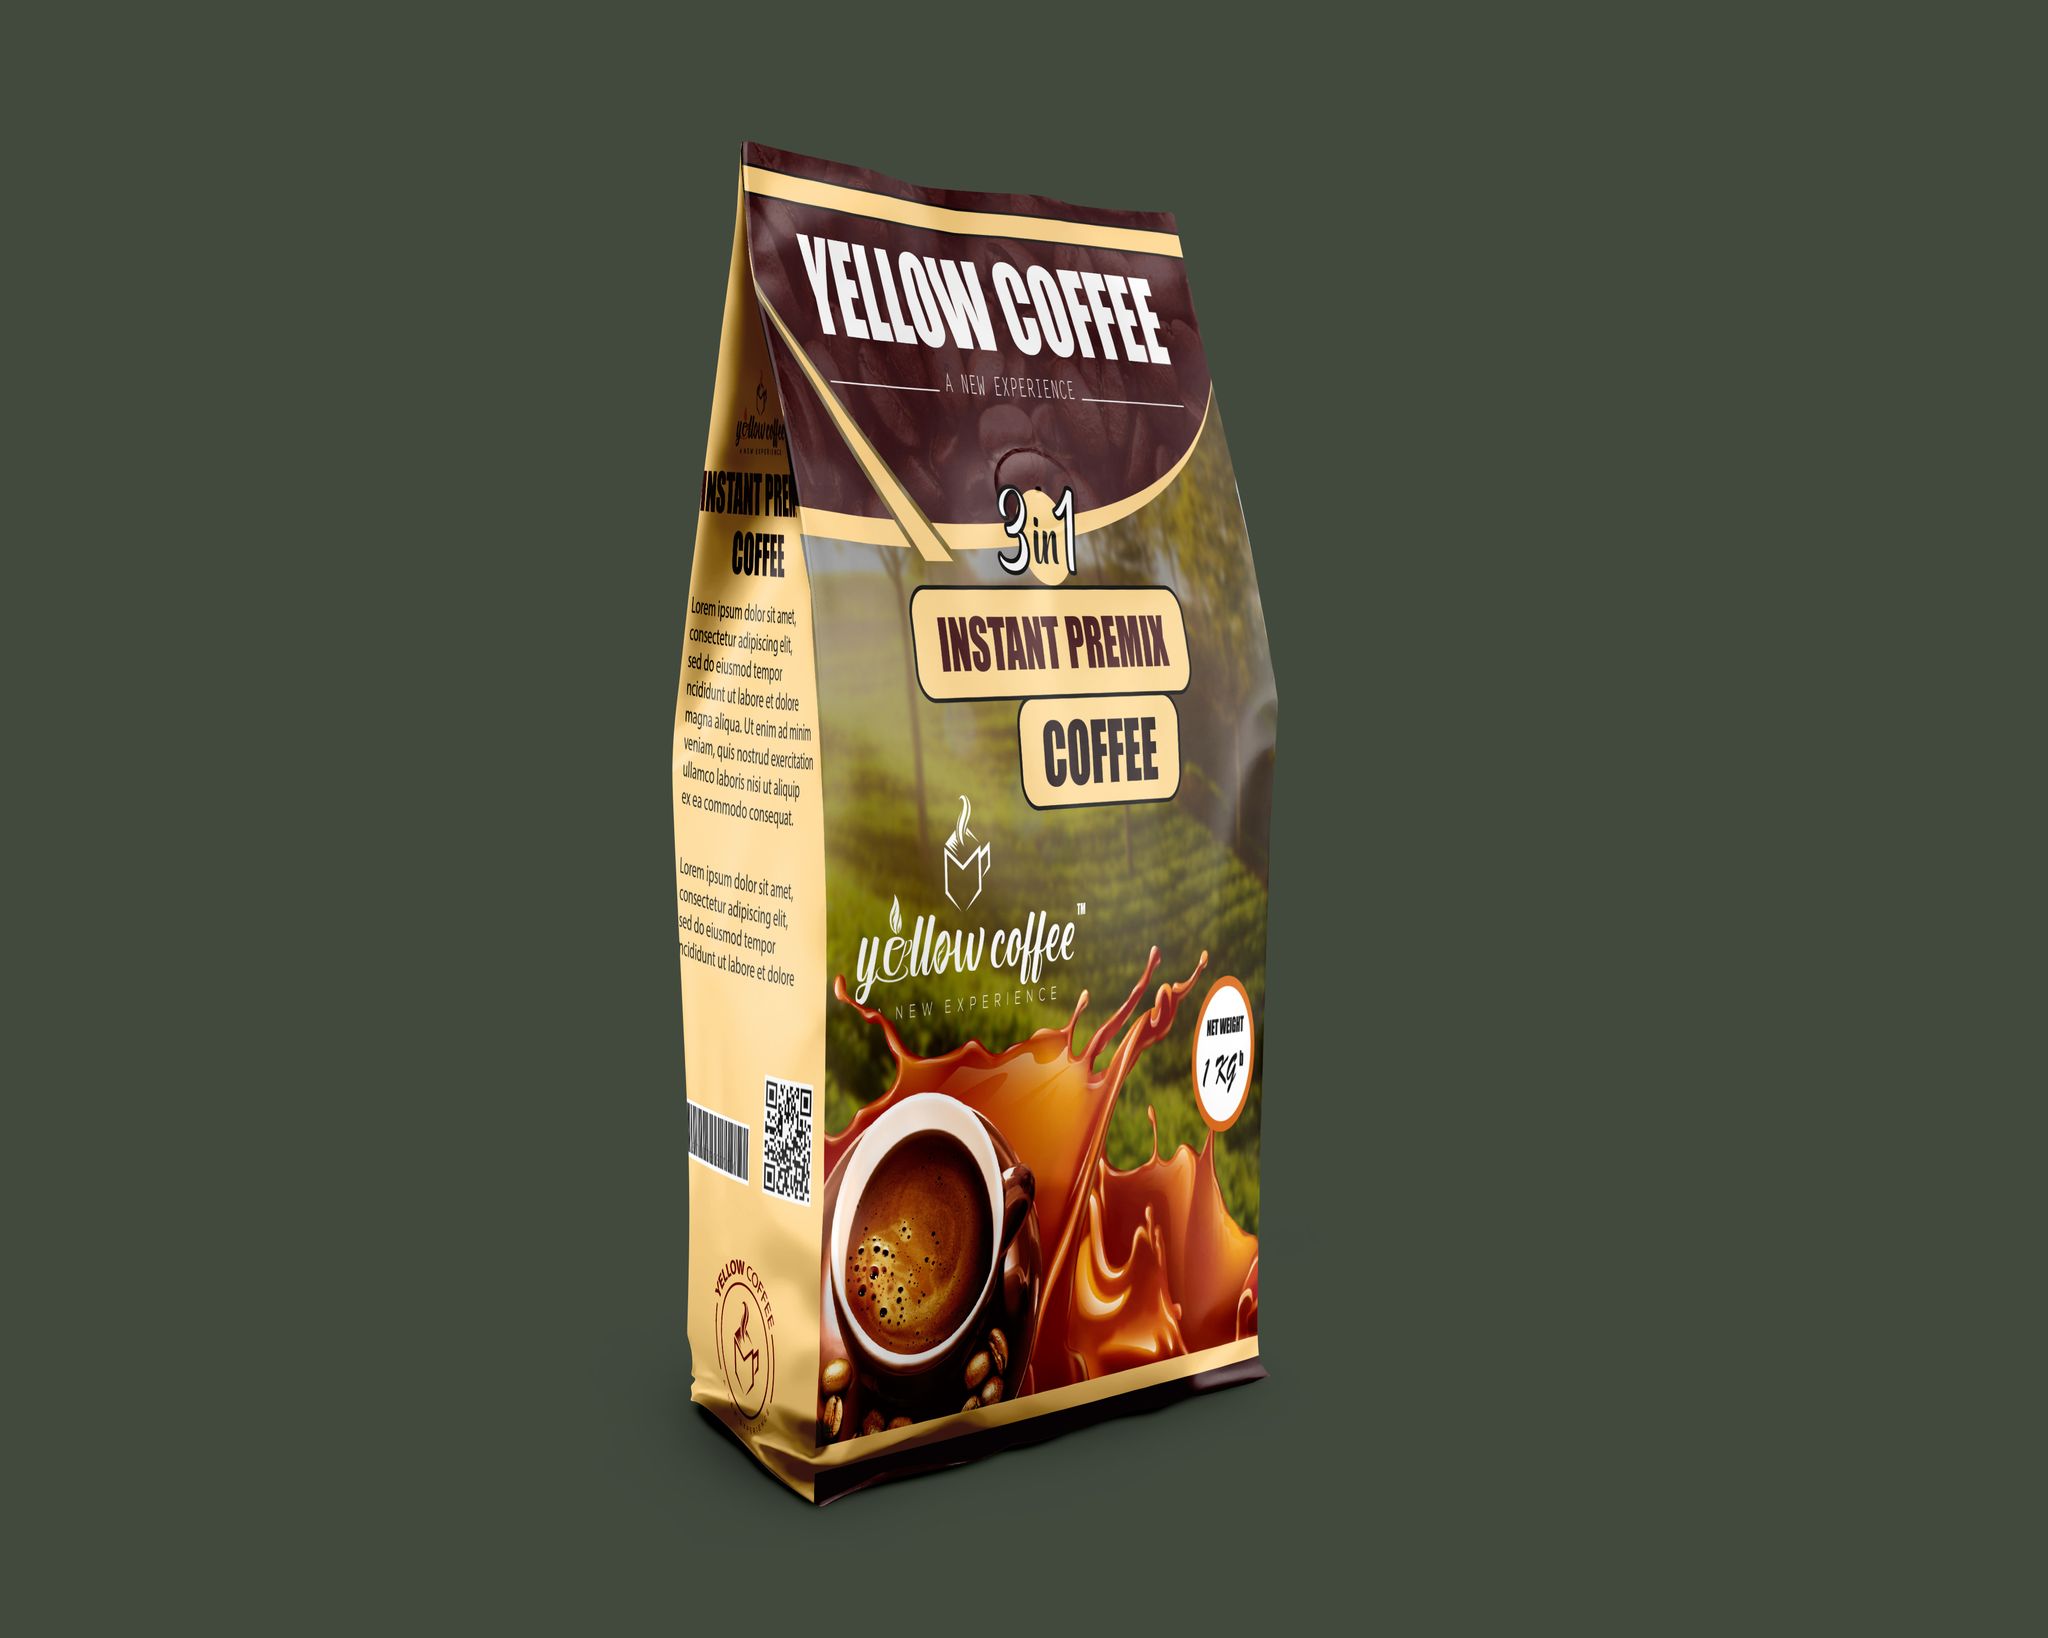 YELLOW COFFEE
A NEW EXPERIENCE
3 in 1
INSTANT PREMIX
COFFEE
yellow coffee™
NEW EXPERIENCE
NET WEIGHT
1 KG
yellow coffee
A NEW EXPERIENCE
INSTANT PREM
COFFEE
Lorem ipsum dolor sit amet,
consectetur adipiscing elit,
sed do eiusmod tempor
ncididunt ut labore et dolore
magna aliqua. Ut enim ad minim
veniam, quis nostrud exercitation
ullamco laboris nisi ut aliquip
ex ea commodo consequat.
Lorem ipsum dolor sit amet,
consectetur adipiscing elit,
sed do eiusmod tempor
ncididunt ut labore et dolore
YELLOW COFFEE